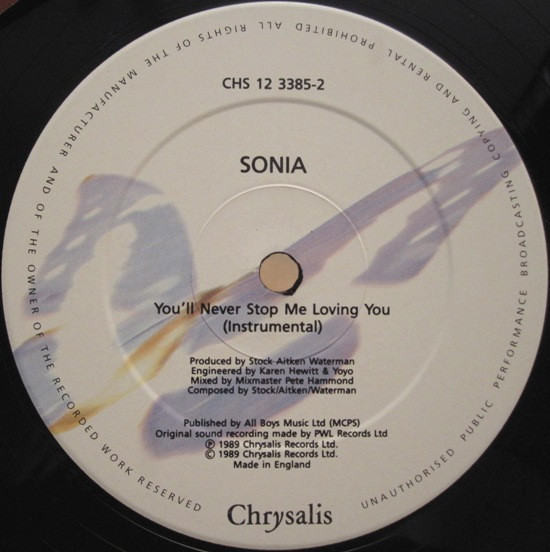 ALL RIGHTS OF THE MANUFACTURER AND OF THE OWNER OF THE RECORDED WORK RESERVED
UNAUTHORISED PUBLIC PERFORMANCE BROADCASTING COPYING AND RENTAL PROHIBITED
CHS 12 3385-2
SONIA
You'll Never Stop Me Loving You
(Instrumental)
Produced by Stock Aitken Waterman
Engineered by Karen Hewitt & Yoyo
Mixed by Mixmaster Pete Hammond
Composed by Stock/Aitken/Waterman
Published by All Boys Music Ltd (MCPS)
Original sound recording made by PWL Records Ltd
℗ 1989 Chrysalis Records Ltd.
© 1989 Chrysalis Records Ltd.
Made in England
Chrysalis